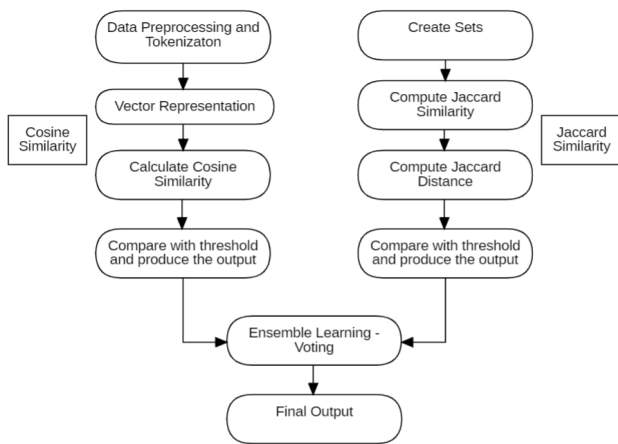 Data Preprocessing and
Tokenizaton
Vector Representation
Cosine
Similarity
Calculate Cosine
Similarity
Compare with threshold
and produce the output
Create Sets
Compute Jaccard
Similarity
Jaccard
Similarity
Compute Jaccard
Distance
Compare with threshold
and produce the output
Ensemble Learning -
Voting
Final Output